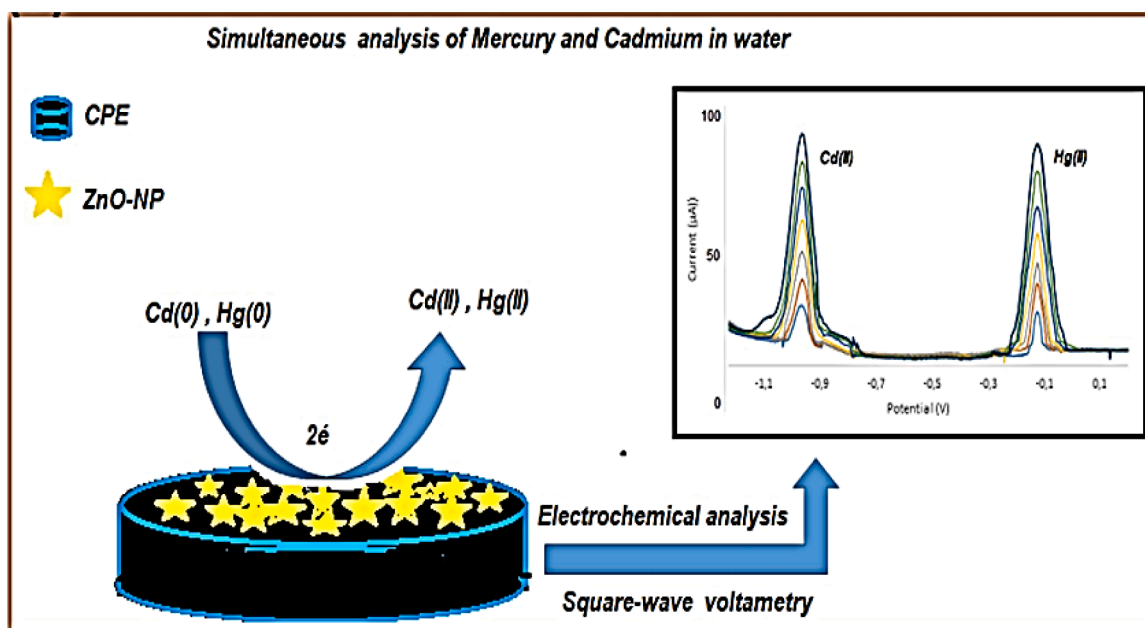 Simultaneous analysis of Mercury and Cadmium in water
CPE
ZnO-NP
Cd(0) , Hg(0)
Cd(II) , Hg(II)
2é
Electrochemical analysis
Square-wave voltametry
100
50
0
Current (µAI)
Cd(II)
Hg(II)
-1,1 -0,9 -0,7 -0,5 -0,3 -0,1 0,1
Potential (V)